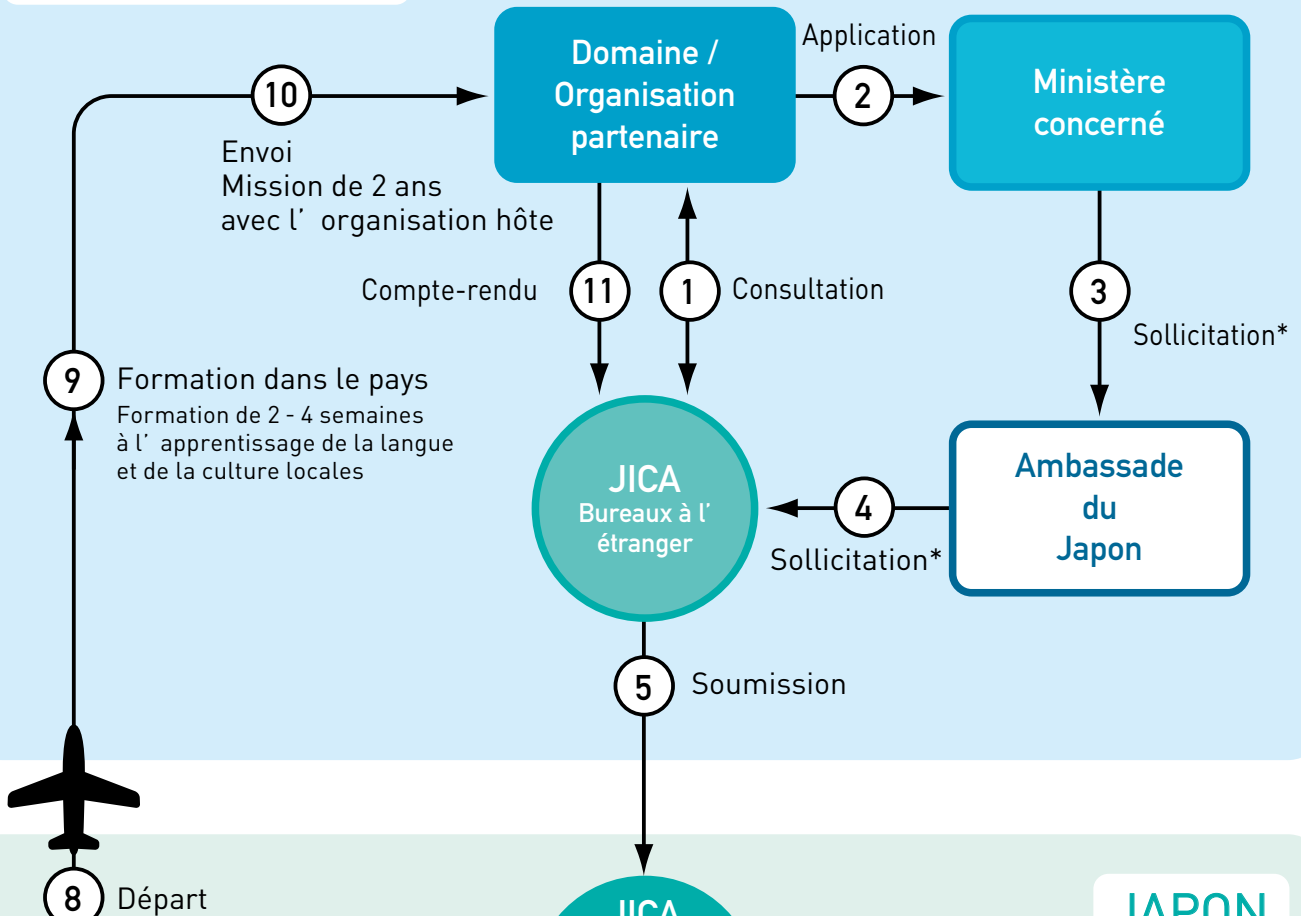 Domaine /
Organisation
partenaire
Application
2
Ministère
concerné
10
Envoi
Mission de 2 ans
avec l’ organisation hôte
Compte-rendu
11
1
Consultation
3
Sollicitation*
9
Formation dans le pays
Formation de 2 - 4 semaines
à l’ apprentissage de la langue
et de la culture locales
JICA
Bureaux à l’
étranger
4
Sollicitation*
Ambassade
du
Japon
5
Soumission
8
Départ
JICA
JAPON